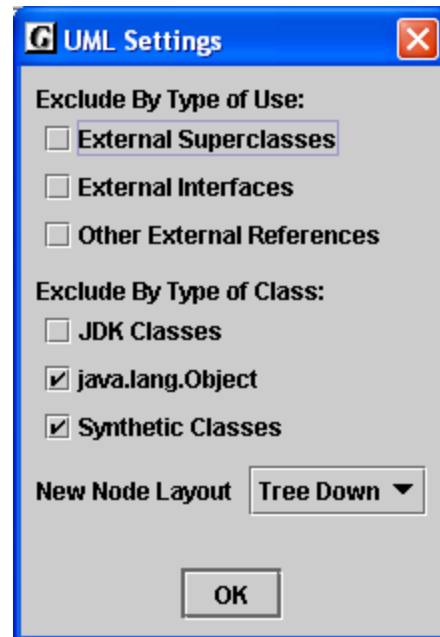 G UML Settings
Exclude By Type of Use:
External Superclasses
External Interfaces
Other External References
Exclude By Type of Class:
JDK Classes
java.lang.Object
Synthetic Classes
New Node Layout Tree Down
OK